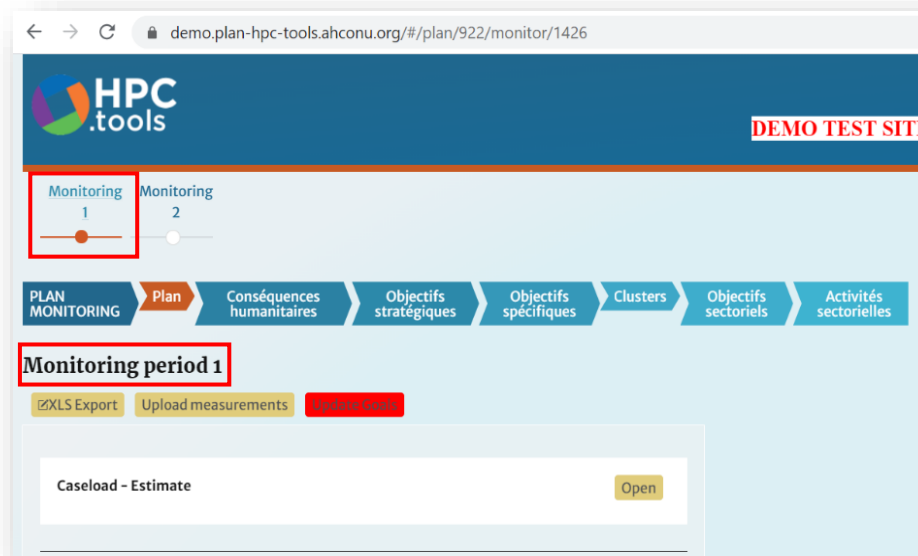 demo.plan-hpc-tools.ahconu.org/#/plan/922/monitor/1426
HPC
.tools
DEMO TEST SIT
Monitoring Monitoring
1 2
PLAN MONITORING
Plan
Conséquences humanitaires
Objectifs stratégiques
Objectifs spécifiques
Clusters
Objectifs sectoriels
Activités sectorielles
Monitoring period 1
XLS Export Upload measurements Update Goals
Caseload - Estimate Open